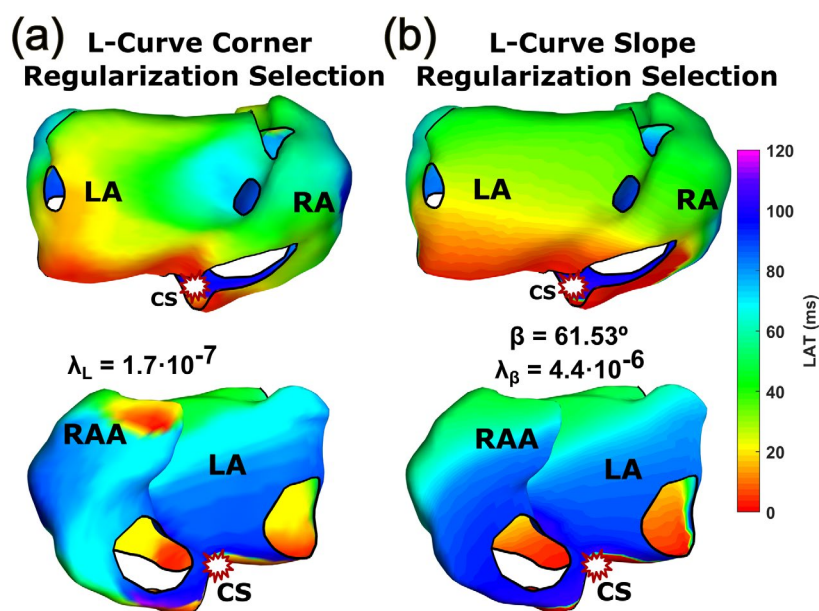 (a)
L-Curve Corner
Regularization Selection
(b)
L-Curve Slope
Regularization Selection
LA
RA
CS
LA
RA
CS
λL = 1.7·10-7
β = 61.53º
λβ = 4.4·10-6
RAA
LA
CS
RAA
LA
CS
120
100
80
60
40
20
0
LAT (ms)